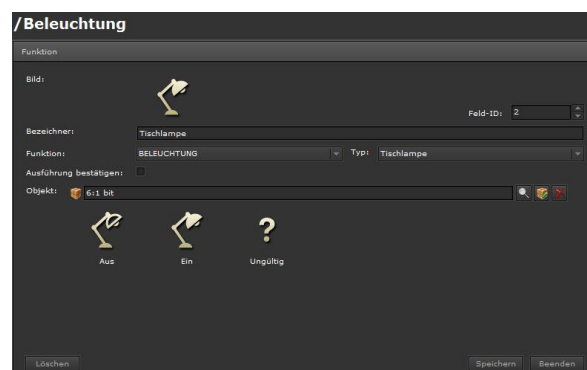 /Beleuchtung
Funktion
Bild:
Feld-ID: 2
Bezeichner: Tischlampe
Funktion: BELEUCHTUNG Typ: Tischlampe
Ausführung bestätigen:
Objekt: 6:1 bit
?
Aus Ein Ungültig
Löschen Speichern Beenden